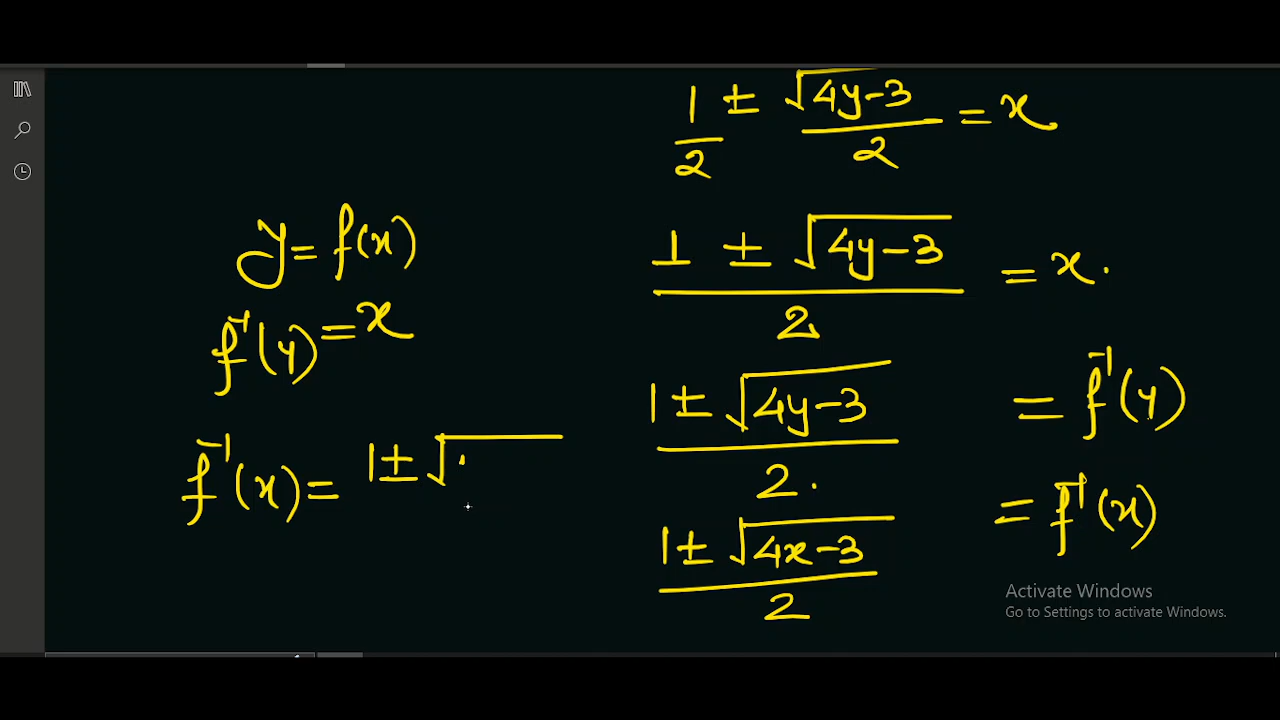 1/2 ± √(4y-3)/2 = x
y = f(x)
(1 ± √(4y-3))/2 = x.
f⁻¹(y) = x
(1 ± √(4y-3))/2. = f⁻¹(y)
f⁻¹(x) = 1 ± √
(1 ± √(4x-3))/2 = f⁻¹(x)
Activate Windows
Go to Settings to activate Windows.